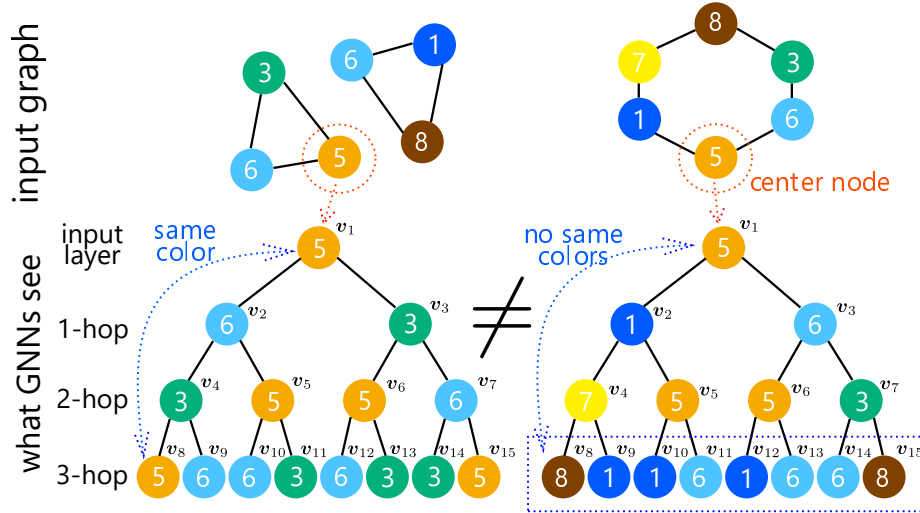 input graph
3
6
5
6
1
8
8
7
3
1
6
5
center node
what GNNs see
input
layer
same
color
5 v1
1-hop
6 v2
3 v3
2-hop
3 v4
5 v5
5 v6
6 v7
3-hop
v8 v9 v10 v11 v12 v13 v14 v15
5 6 6 3 6 3 3 5
≠
no same
colors
5 v1
1 v2
6 v3
7 v4
5 v5
5 v6
3 v7
v8 v9 v10 v11 v12 v13 v14 v15
8 1 1 6 1 6 6 8